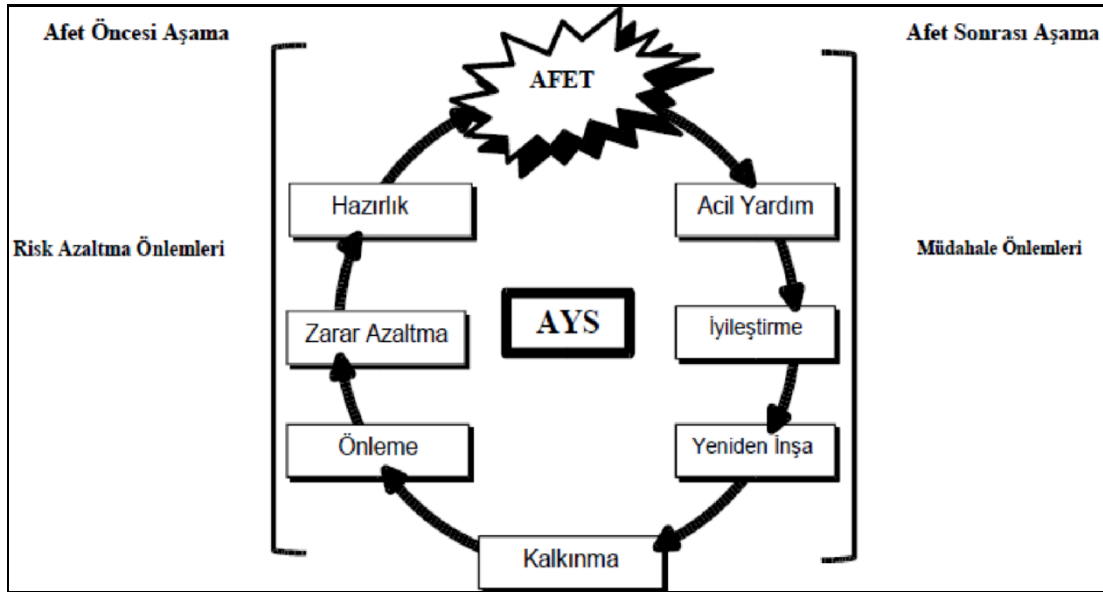 Afet Öncesi Aşama
Afet Sonrası Aşama
AFET
Hazırlık
Acil Yardım
Risk Azaltma Önlemleri
Müdahale Önlemleri
AYS
Zarar Azaltma
İyileştirme
Önleme
Yeniden İnşa
Kalkınma